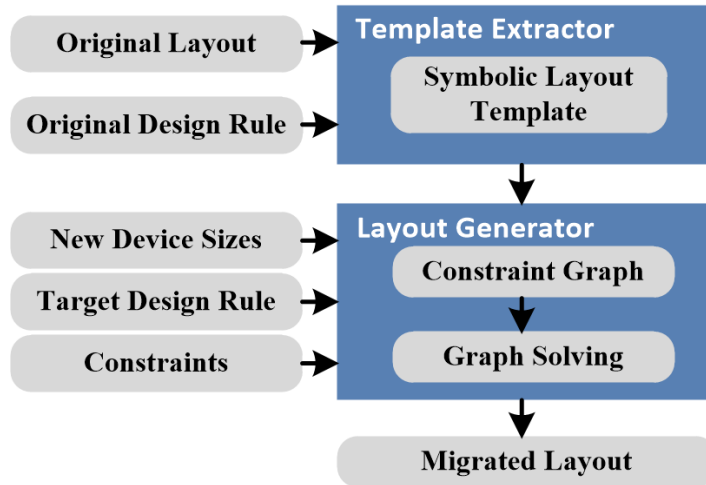 Original Layout
Original Design Rule
Template Extractor
Symbolic Layout
Template
New Device Sizes
Target Design Rule
Constraints
Layout Generator
Constraint Graph
Graph Solving
Migrated Layout